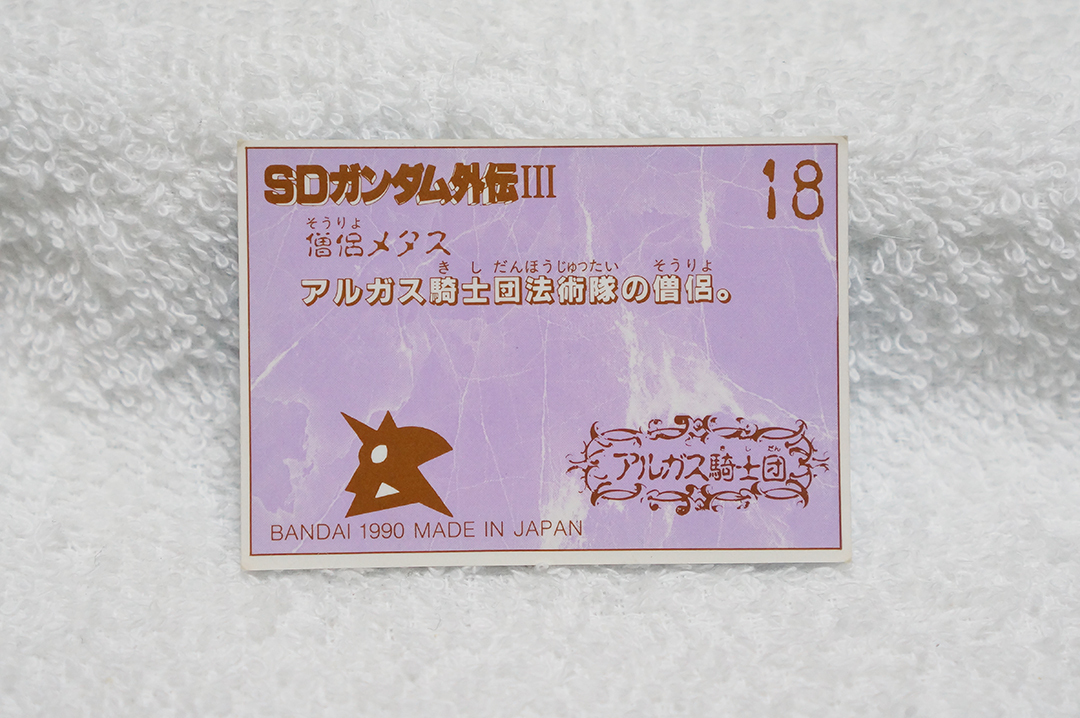 SDガンダム外伝III
18
そうりょ
僧侶メタス
きしだんほうじゅつたい そうりょ
アルガス騎士団法術隊の僧侶。
きしだん
アルガス騎士団
BANDAI 1990 MADE IN JAPAN